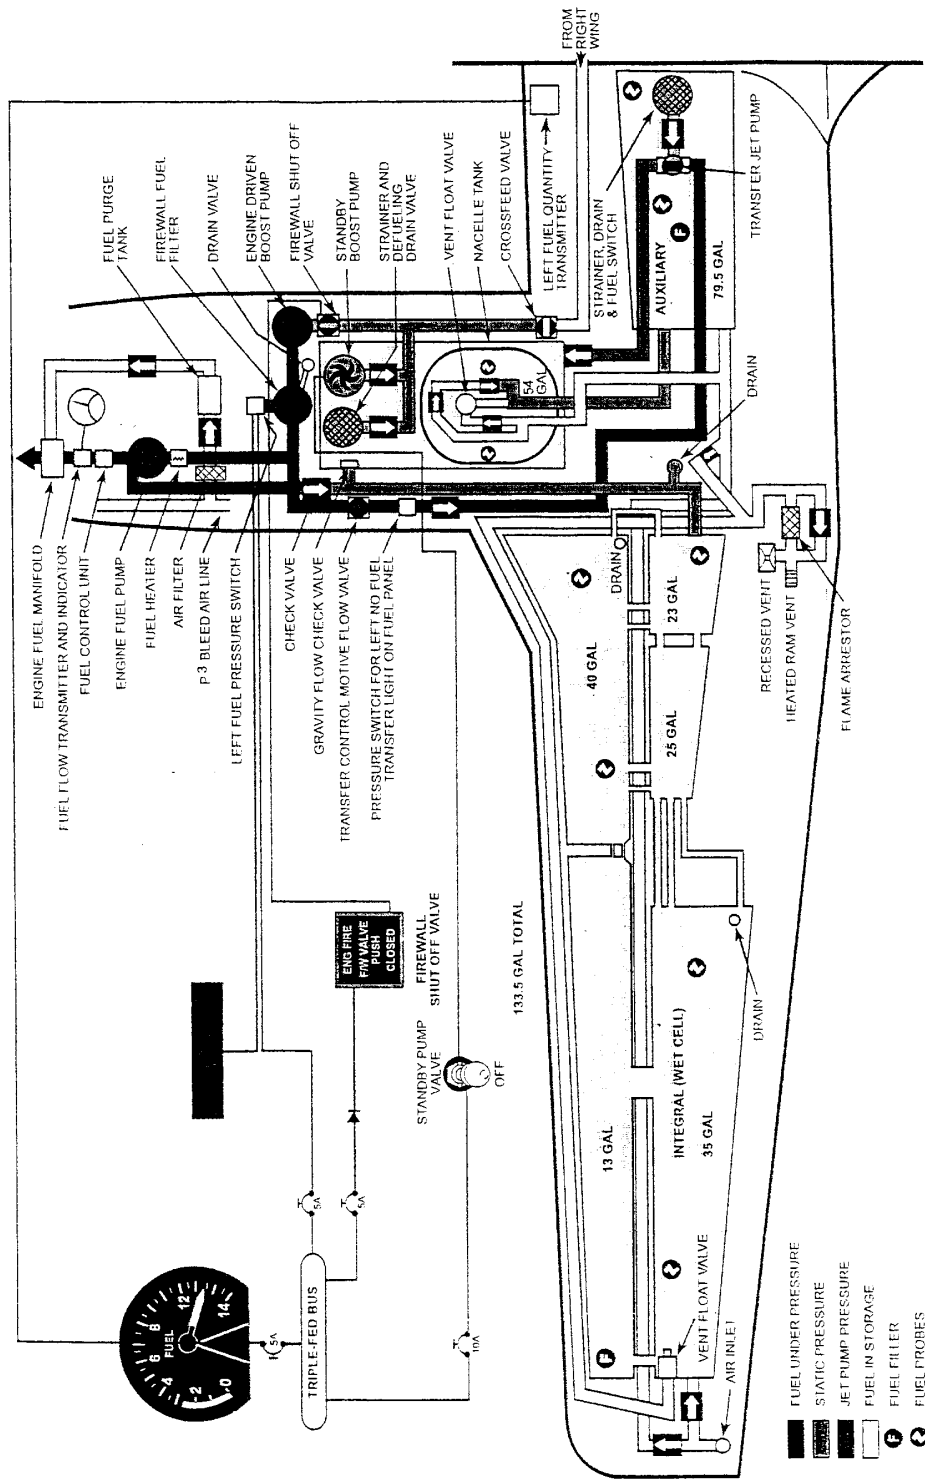 FROM
RIGHT
WING
ENGINE FUEL MANIFOLD
FUEL FLOW TRANSMITTER AND INDICATOR
FUEL CONTROL UNIT
ENGINE FUEL PUMP
FUEL HEATER
AIR FILTER
P3 BLEED AIR LINE
LEFT FUEL PRESSURE SWITCH
CHECK VALVE
GRAVITY FLOW CHECK VALVE
TRANSFER CONTROL MOTIVE FLOW VALVE
PRESSURE SWITCH FOR LEFT NO FUEL
TRANSFER LIGHT ON FUEL PANEL
FUEL PURGE
TANK
FIREWALL FUEL
FILTER
DRAIN VALVE
ENGINE DRIVEN
BOOST PUMP
FIREWALL SHUT OFF
VALVE
STANDBY
BOOST PUMP
STRAINER AND
DEFUELING
DRAIN VALVE
VENT FLOAT VALVE
NACELLE TANK
CROSSFEED VALVE
LEFT FUEL QUANTITY
TRANSMITTER
STRAINER, DRAIN
& FUEL SWITCH
AUXILIARY
79.5 GAL
F
TRANSFER JET PUMP
54
GAL
DRAIN
FUEL
0
2
4
6
8
12
14
5A
TRIPLE-FED BUS
5A
5A
10A
ENG FIRE
F/W VALVE
PUSH
CLOSED
FIREWALL
SHUT OFF VALVE
STANDBY PUMP
VALVE
OFF
133.5 GAL TOTAL
13 GAL
40 GAL
DRAIN
23 GAL
25 GAL
INTEGRAL (WET CELL)
35 GAL
DRAIN
F
VENT FLOAT VALVE
AIR INLET
RECESSED VENT
HEATED RAM VENT
FLAME ARRESTOR
FUEL UNDER PRESSURE
STATIC PRESSURE
JET PUMP PRESSURE
FUEL IN STORAGE
F FUEL FILLER
FUEL PROBES